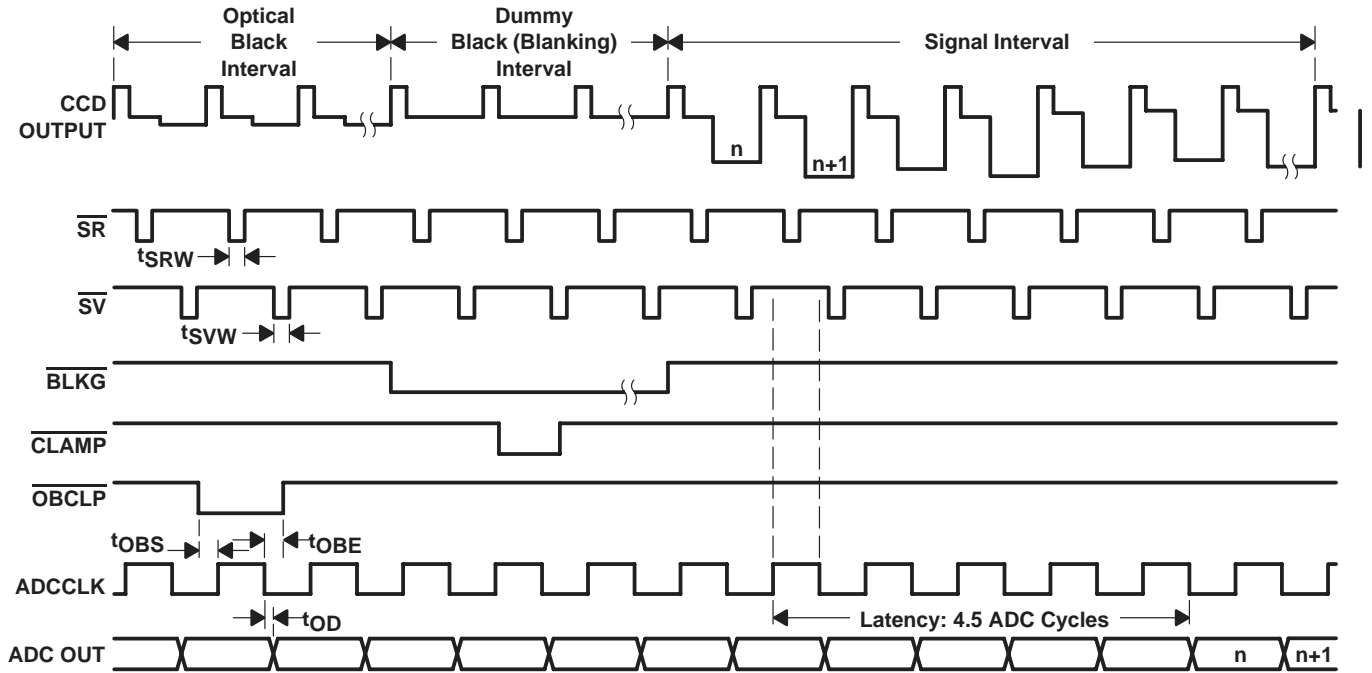 Optical
Black
Interval
Dummy
Black (Blanking)
Interval
Signal Interval
CCD
OUTPUT
n
n+1
SR
tSRW
SV
tSVW
BLKG
CLAMP
OBCLP
tOBS
tOBE
ADCCLK
tOD
Latency: 4.5 ADC Cycles
ADC OUT
n
n+1